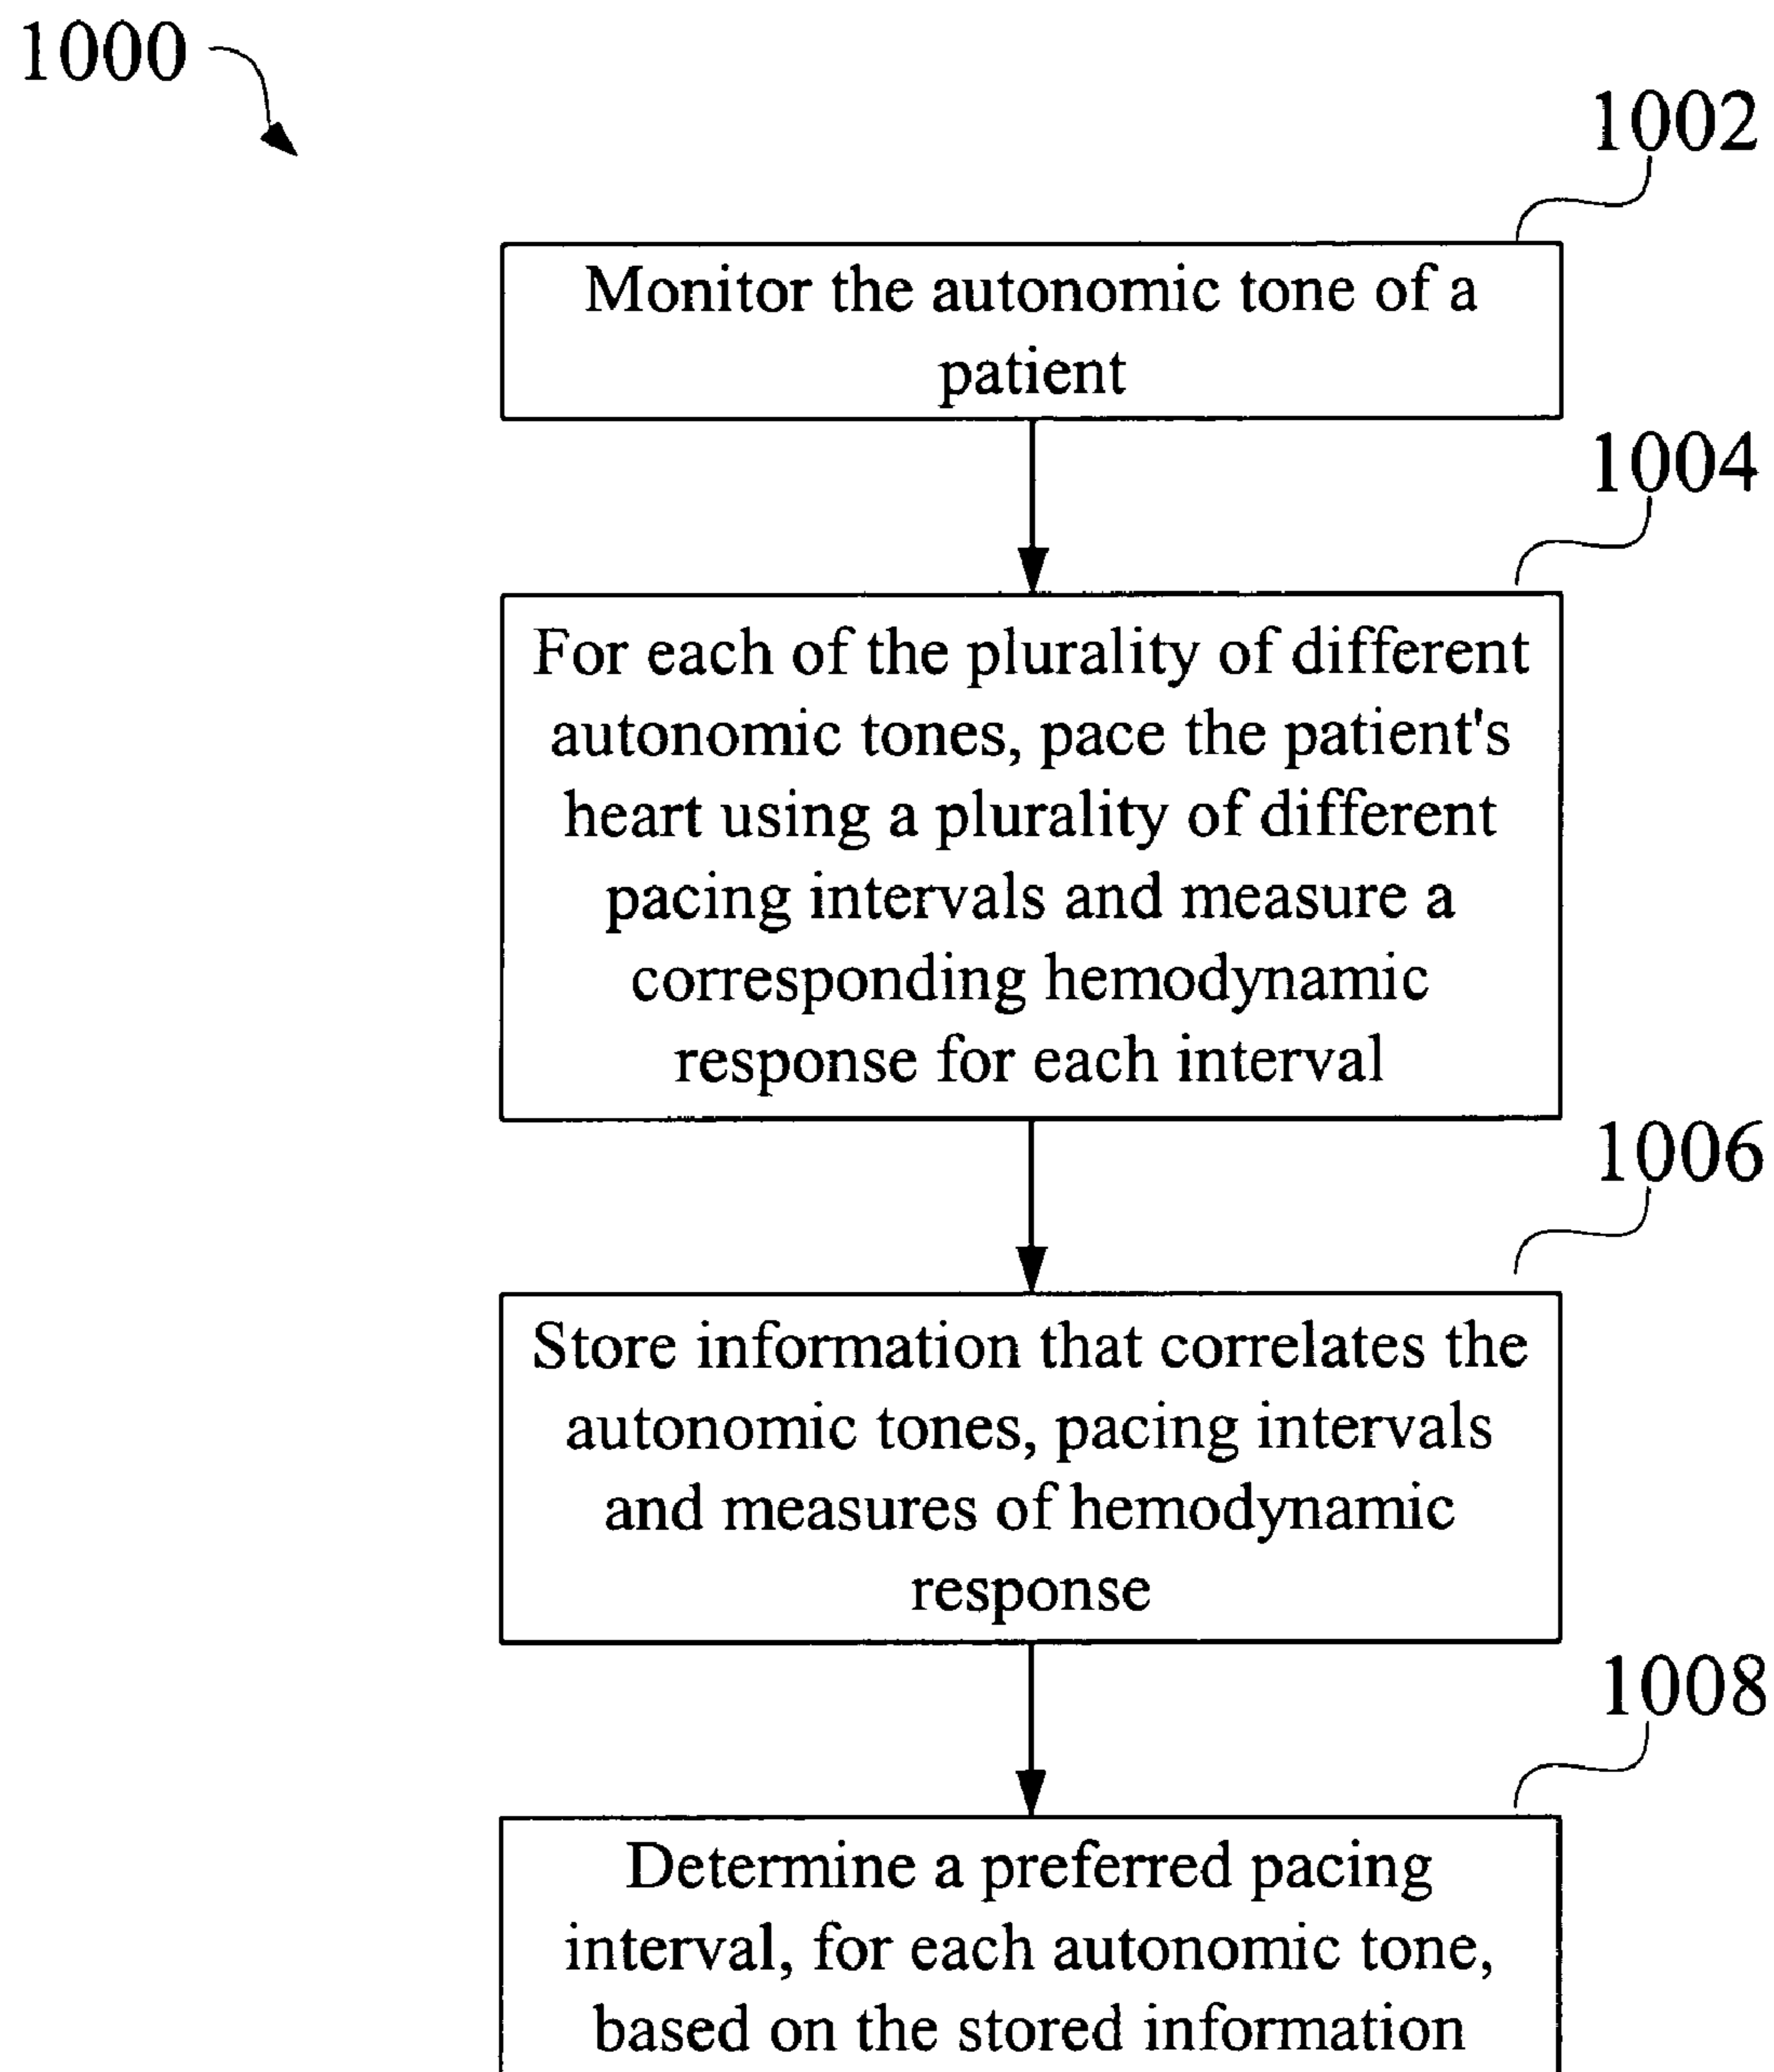 1000
1002
Monitor the autonomic tone of a
patient
1004
For each of the plurality of different
autonomic tones, pace the patient's
heart using a plurality of different
pacing intervals and measure a
corresponding hemodynamic
response for each interval
1006
Store information that correlates the
autonomic tones, pacing intervals
and measures of hemodynamic
response
1008
Determine a preferred pacing
interval, for each autonomic tone,
based on the stored information